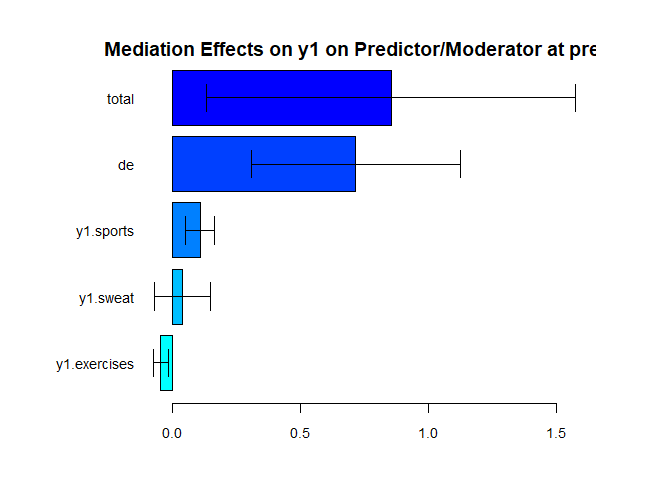 Mediation Effects on y1 on Predictor/Moderator at pre
total
de
y1.sports
y1.sweat
y1.exercises
0.0 0.5 1.0 1.5